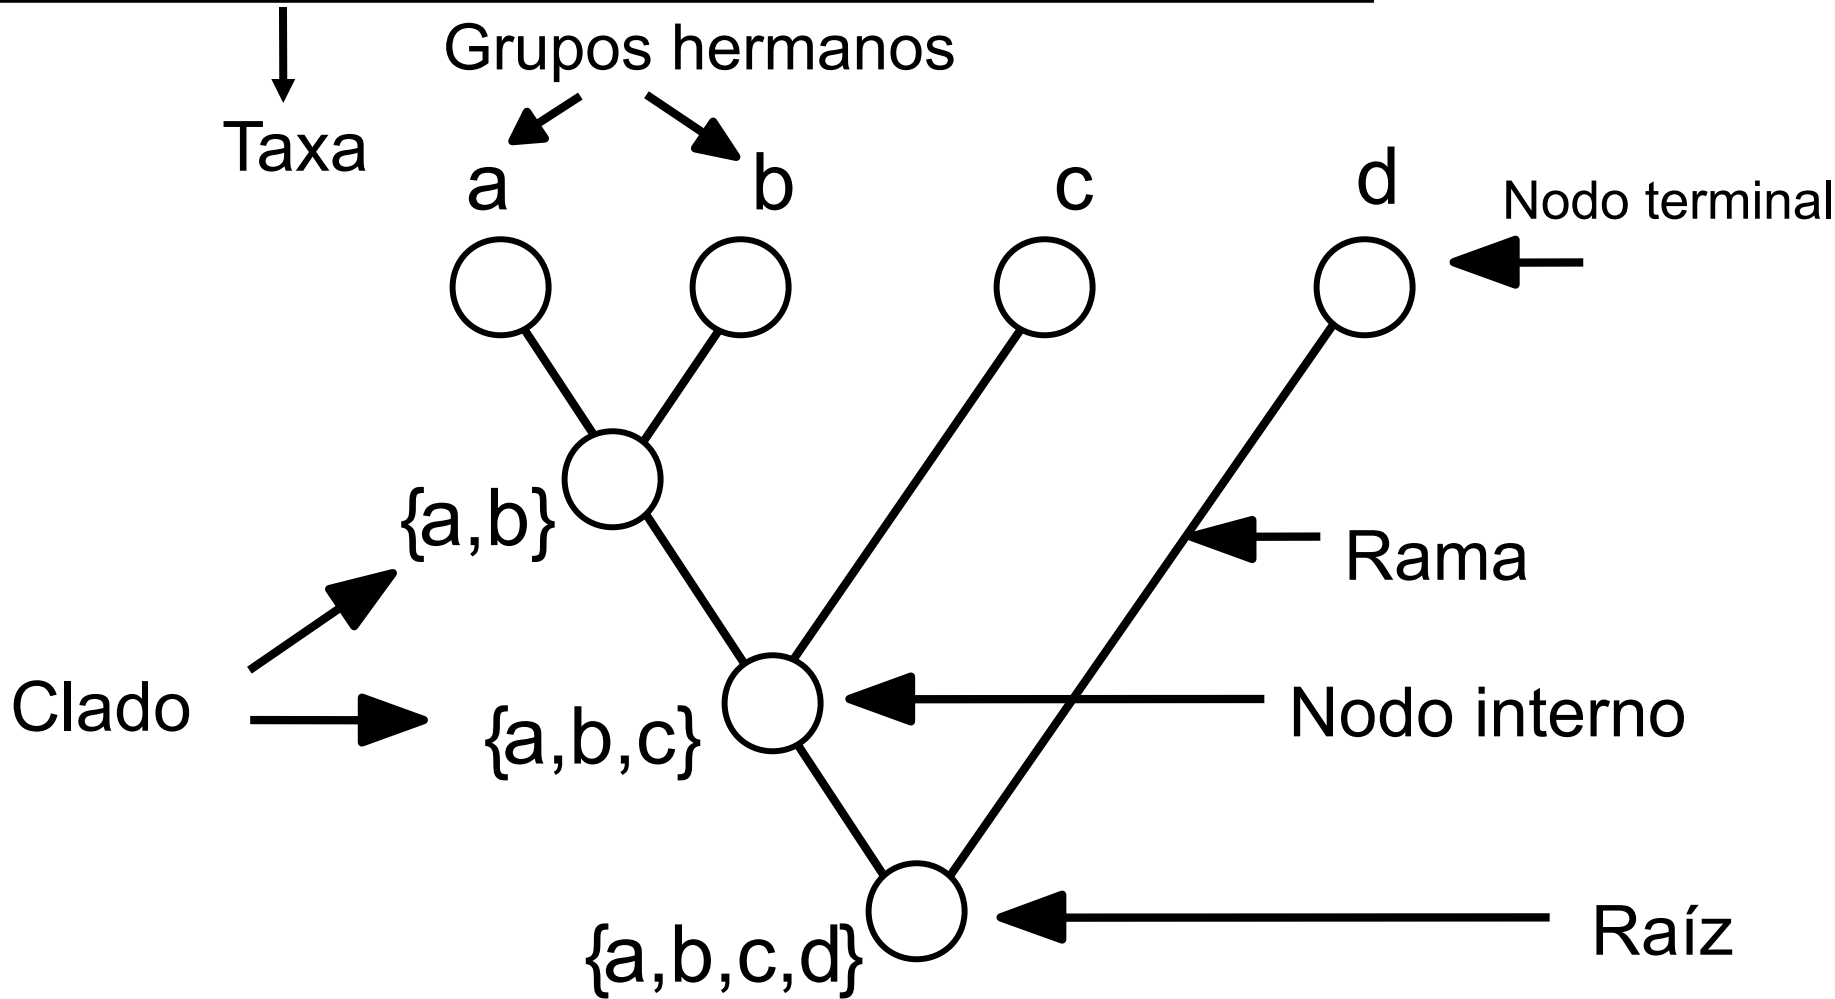 Grupos hermanos
Taxa
a
b
c
d
Nodo terminal
{a,b}
Rama
Clado
{a,b,c}
Nodo interno
{a,b,c,d}
Raíz